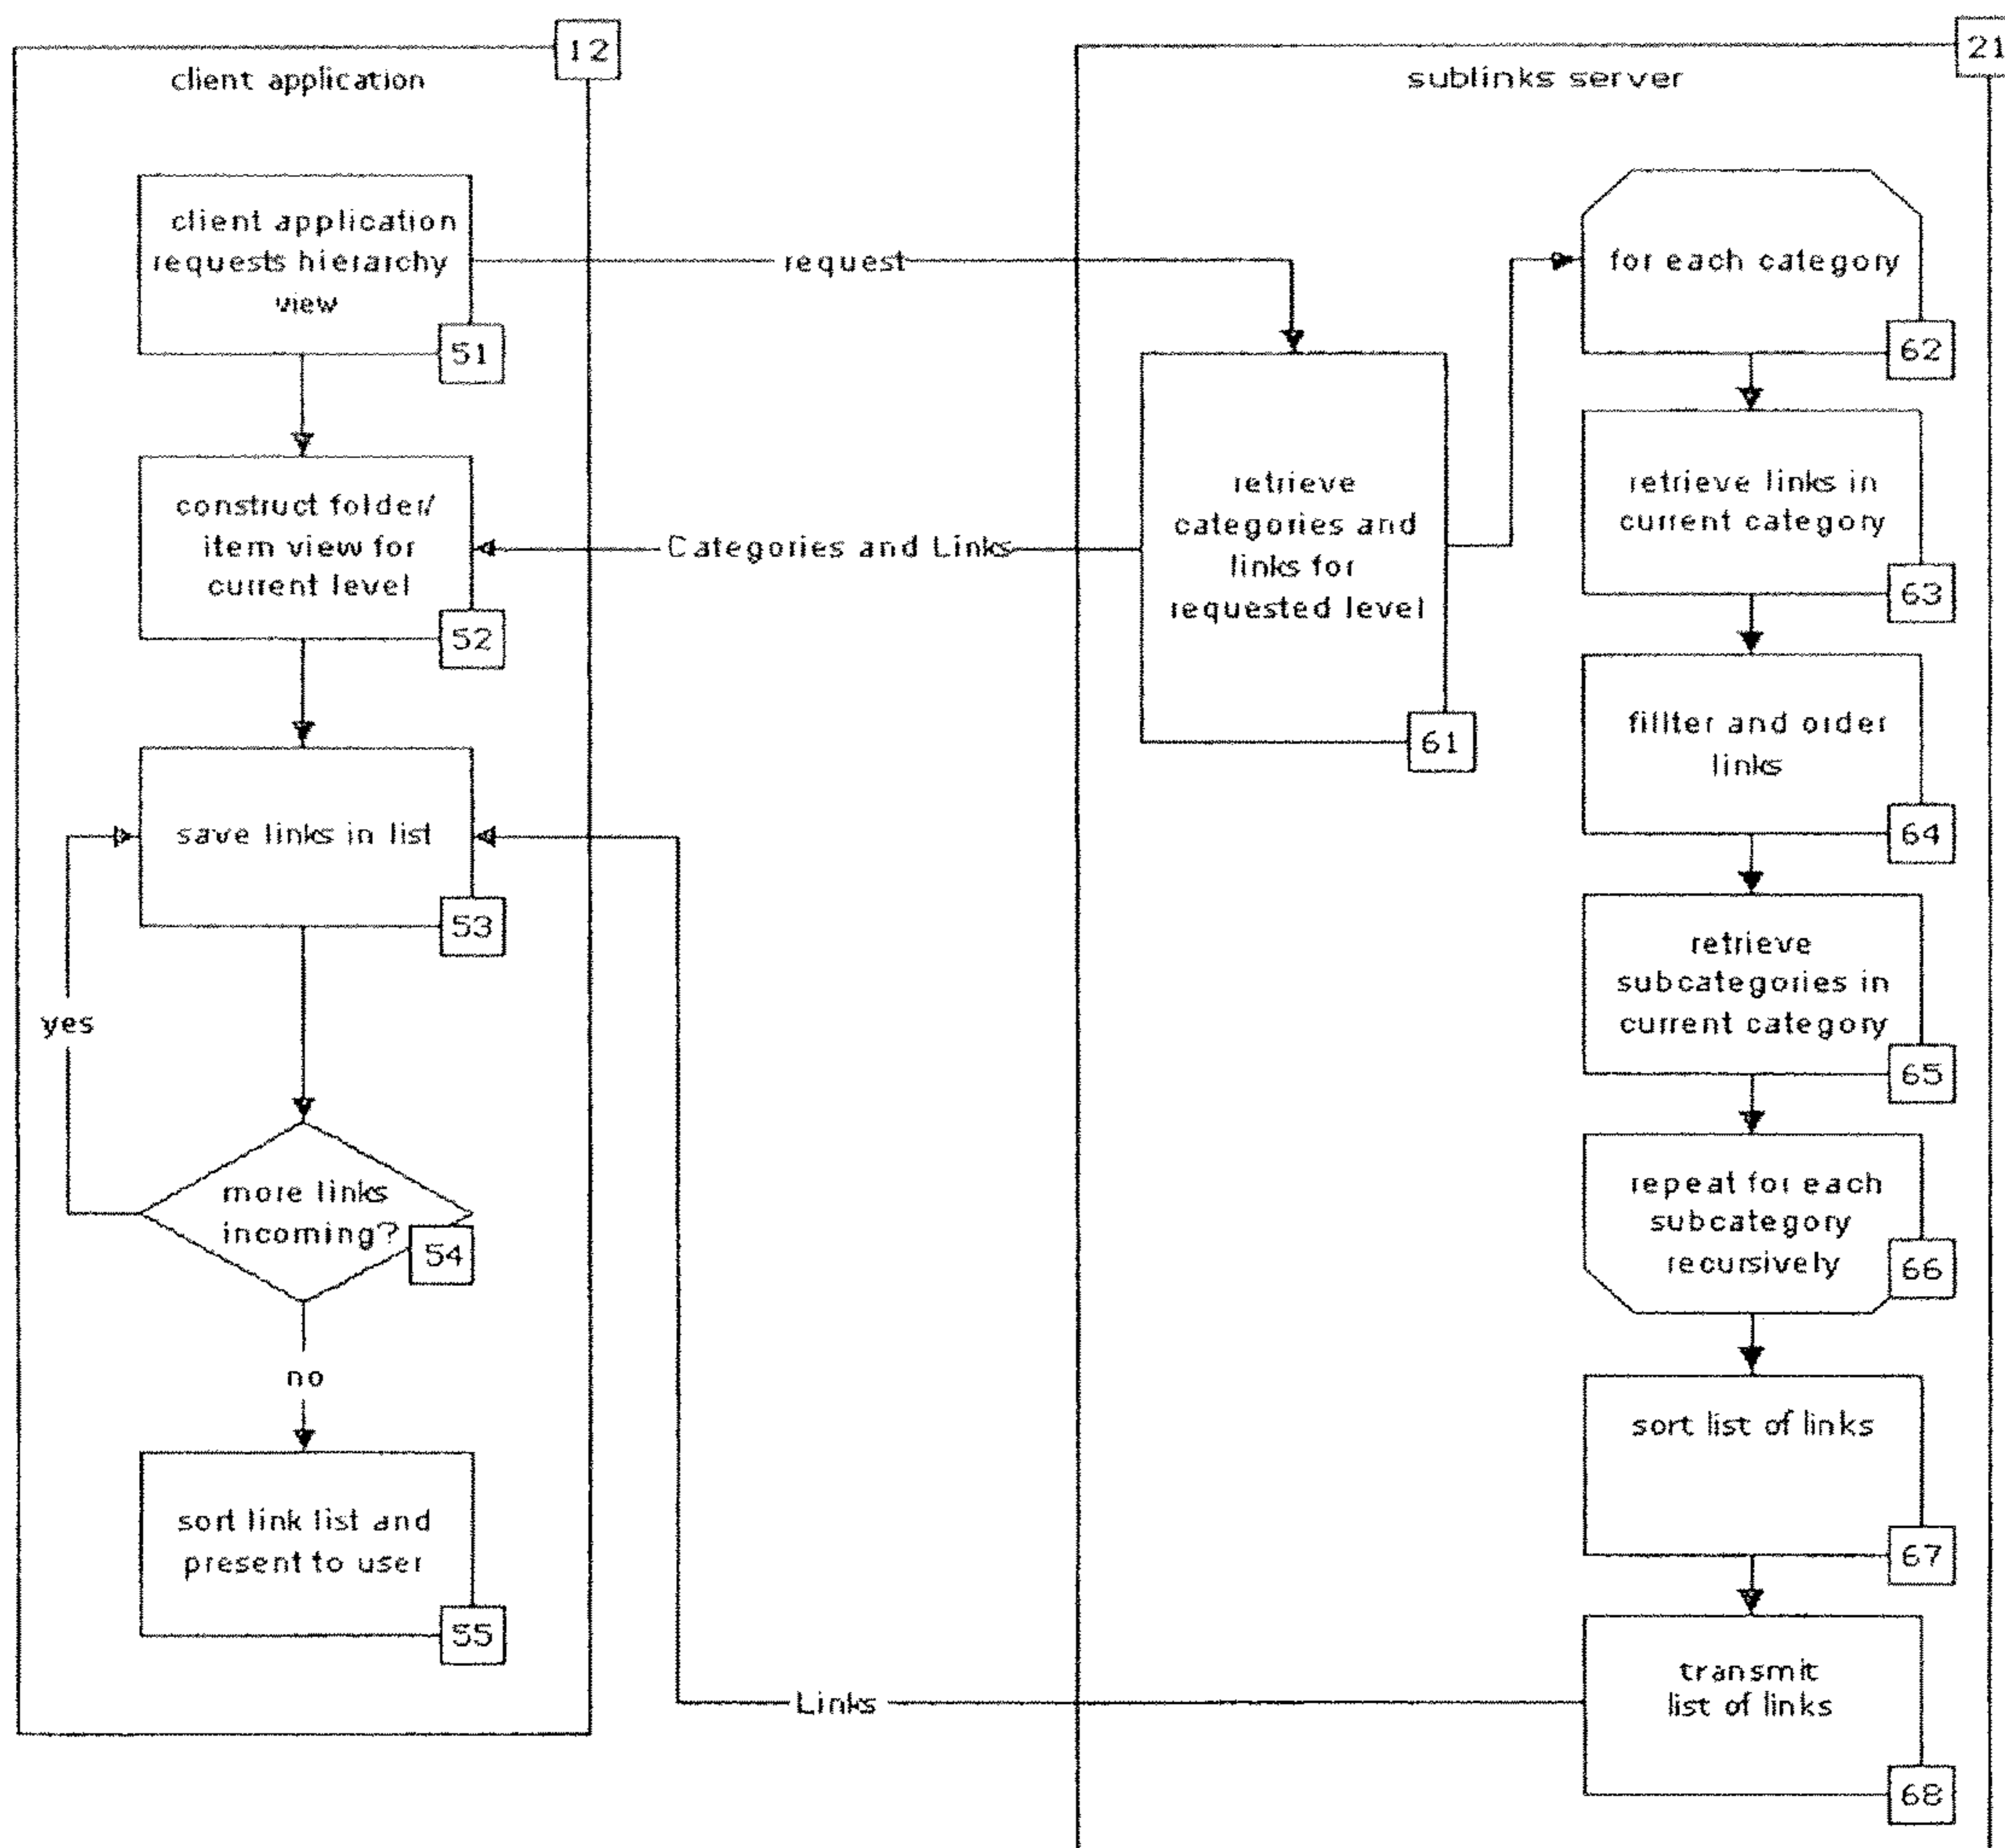 12
client application
client application
requests hierarchy
view
51
construct folder/
item view for
current level
52
save links in list
53
yes
more links
incoming?
54
no
sort link list and
present to user
55
request
Categories and Links
Links
21
sublinks server
retrieve
categories and
links for
requested level
61
for each category
62
retrieve links in
current category
63
fillter and order
links
64
retrieve
subcategories in
current category
65
repeat for each
subcategory
recursively
66
sort list of links
67
transmit
list of links
68